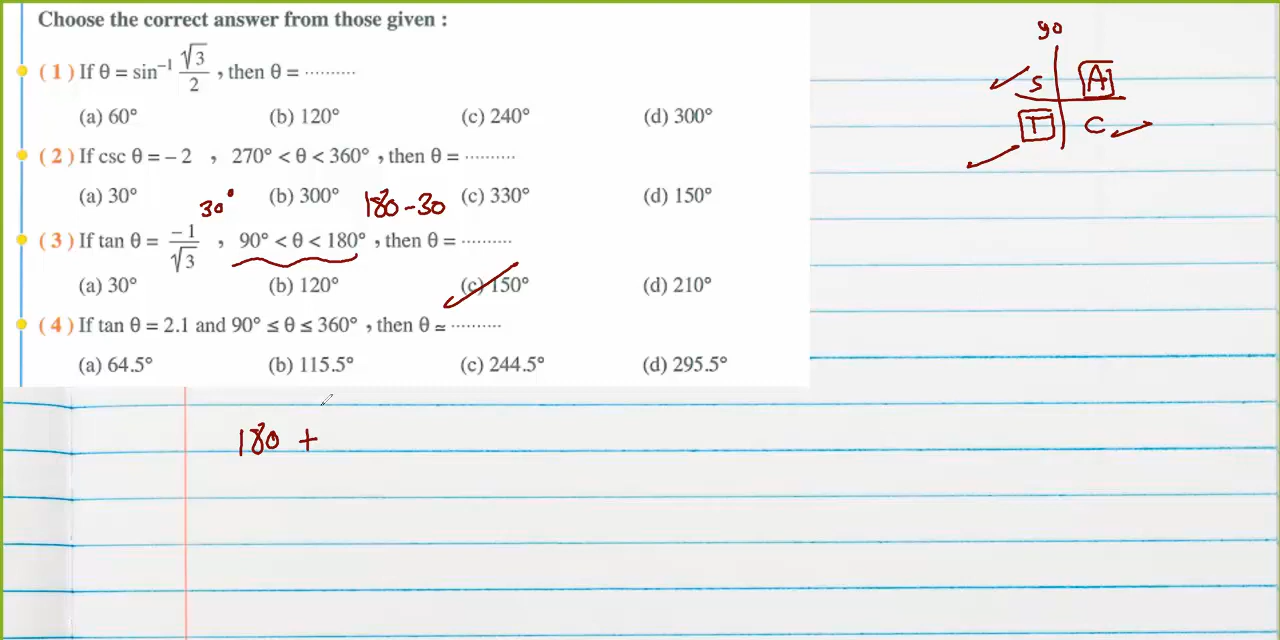 Choose the correct answer from those given :
90
(1) If θ = sin⁻¹ √3/2 , then θ = ··········
S A
(a) 60° (b) 120° (c) 240° (d) 300°
T C
(2) If csc θ = – 2 , 270° < θ < 360° , then θ = ··········
(a) 30° (b) 300° (c) 330° (d) 150°
30° 180-30
(3) If tan θ = –1/√3 , 90° < θ < 180° , then θ = ··········
(a) 30° (b) 120° (c) 150° (d) 210°
(4) If tan θ = 2.1 and 90° ≤ θ ≤ 360° , then θ ≃ ··········
(a) 64.5° (b) 115.5° (c) 244.5° (d) 295.5°
180 +